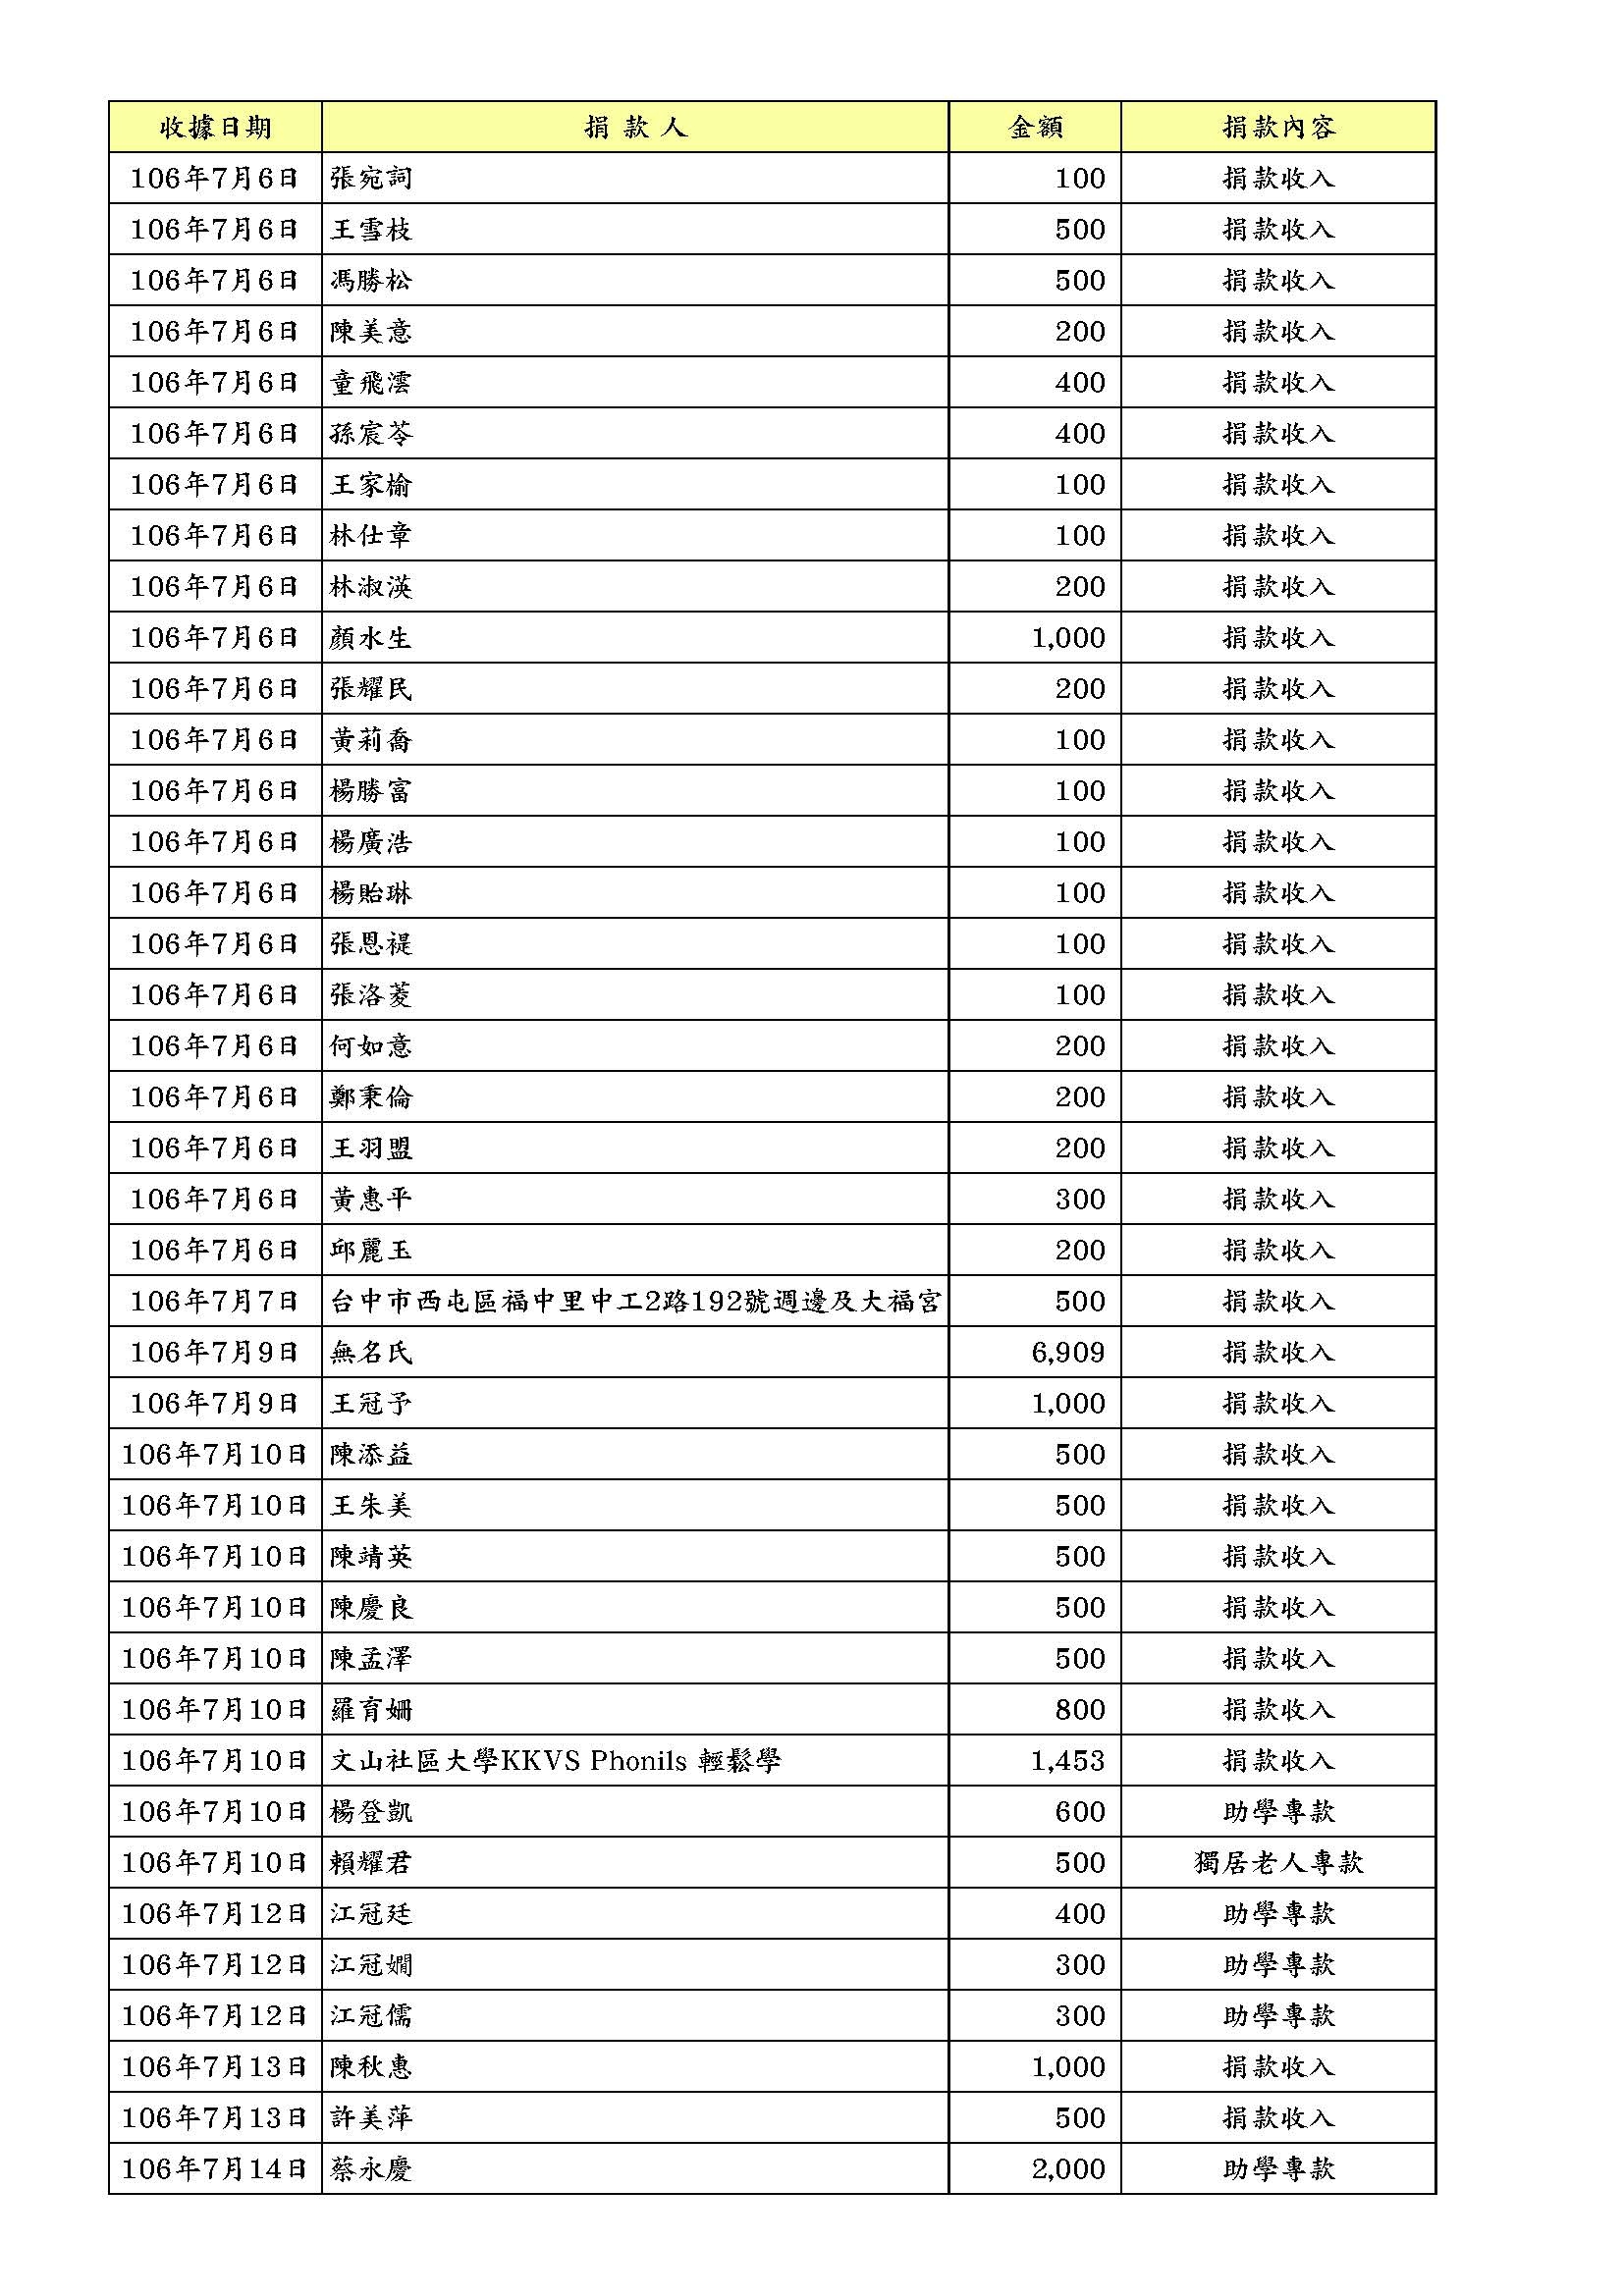 收據日期 捐 款 人 金額 捐款內容
106年7月6日 張宛詞 100 捐款收入
106年7月6日 王雪枝 500 捐款收入
106年7月6日 馮勝松 500 捐款收入
106年7月6日 陳美意 200 捐款收入
106年7月6日 童飛澐 400 捐款收入
106年7月6日 孫宸苓 400 捐款收入
106年7月6日 王家榆 100 捐款收入
106年7月6日 林仕章 100 捐款收入
106年7月6日 林淑渶 200 捐款收入
106年7月6日 顏水生 1,000 捐款收入
106年7月6日 張耀民 200 捐款收入
106年7月6日 黃莉喬 100 捐款收入
106年7月6日 楊勝富 100 捐款收入
106年7月6日 楊廣浩 100 捐款收入
106年7月6日 楊貽琳 100 捐款收入
106年7月6日 張恩褆 100 捐款收入
106年7月6日 張洛菱 100 捐款收入
106年7月6日 何如意 200 捐款收入
106年7月6日 鄭秉倫 200 捐款收入
106年7月6日 王羽盟 200 捐款收入
106年7月6日 黃惠平 300 捐款收入
106年7月6日 邱麗玉 200 捐款收入
106年7月7日 台中市西屯區福中里中工2路192號週邊及大福宮 500 捐款收入
106年7月9日 無名氏 6,909 捐款收入
106年7月9日 王冠予 1,000 捐款收入
106年7月10日 陳添益 500 捐款收入
106年7月10日 王朱美 500 捐款收入
106年7月10日 陳靖英 500 捐款收入
106年7月10日 陳慶良 500 捐款收入
106年7月10日 陳孟澤 500 捐款收入
106年7月10日 羅育姍 800 捐款收入
106年7月10日 文山社區大學KKVS Phonils 輕鬆學 1,453 捐款收入
106年7月10日 楊登凱 600 助學專款
106年7月10日 賴耀君 500 獨居老人專款
106年7月12日 江冠廷 400 助學專款
106年7月12日 江冠嫺 300 助學專款
106年7月12日 江冠儒 300 助學專款
106年7月13日 陳秋惠 1,000 捐款收入
106年7月13日 許美萍 500 捐款收入
106年7月14日 蔡永慶 2,000 助學專款